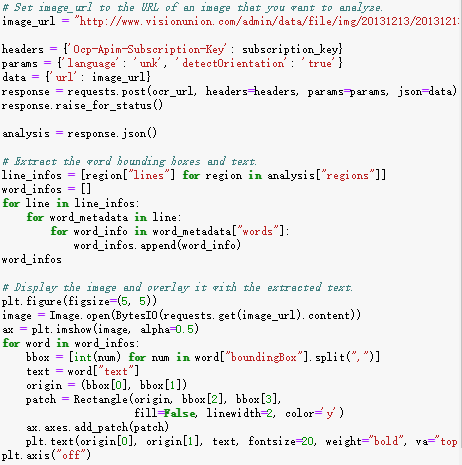 # Set image_url to the URL of an image that you want to analyze.
image_url = "http://www.visionunion.com/admin/data/file/img/20131213/2013121
headers = {'Ocp-Apim-Subscription-Key': subscription_key}
params = {'language': 'unk', 'detectOrientation': 'true'}
data = {'url': image_url}
response = requests.post(ocr_url, headers=headers, params=params, json=data)
response.raise_for_status()
analysis = response.json()
# Extract the word bounding boxes and text.
line_infos = [region["lines"] for region in analysis["regions"]]
word_infos = []
for line in line_infos:
    for word_metadata in line:
        for word_info in word_metadata["words"]:
            word_infos.append(word_info)
word_infos
# Display the image and overlay it with the extracted text.
plt.figure(figsize=(5, 5))
image = Image.open(BytesIO(requests.get(image_url).content))
ax = plt.imshow(image, alpha=0.5)
for word in word_infos:
    bbox = [int(num) for num in word["boundingBox"].split(",")]
    text = word["text"]
    origin = (bbox[0], bbox[1])
    patch = Rectangle(origin, bbox[2], bbox[3],
                      fill=False, linewidth=2, color='y')
    ax.axes.add_patch(patch)
    plt.text(origin[0], origin[1], text, fontsize=20, weight="bold", va="top
plt.axis("off")